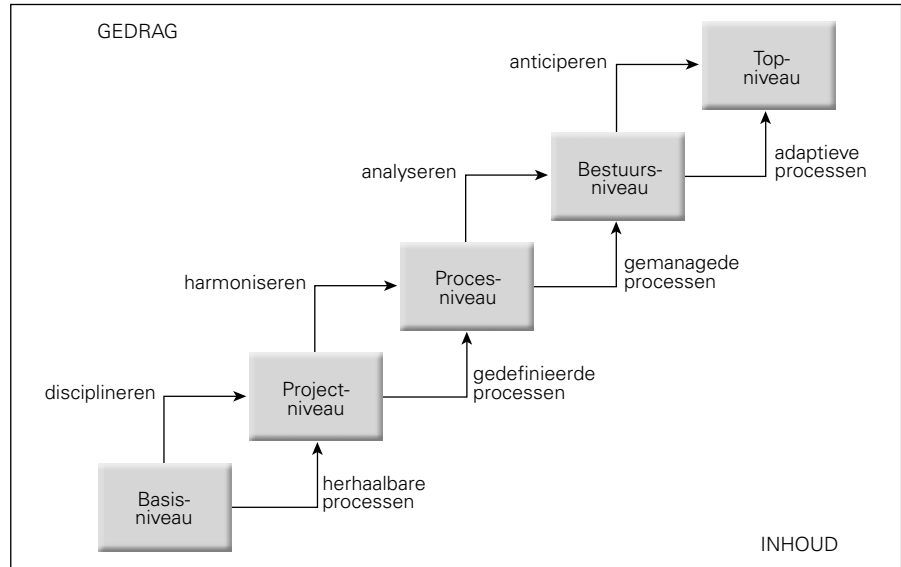 GEDRAG
anticiperen
Top-
niveau
adaptieve
processen
analyseren
Bestuurs-
niveau
gemanagede
processen
harmoniseren
Proces-
niveau
gedefinieerde
processen
disciplineren
Project-
niveau
herhaalbare
processen
Basis-
niveau
INHOUD